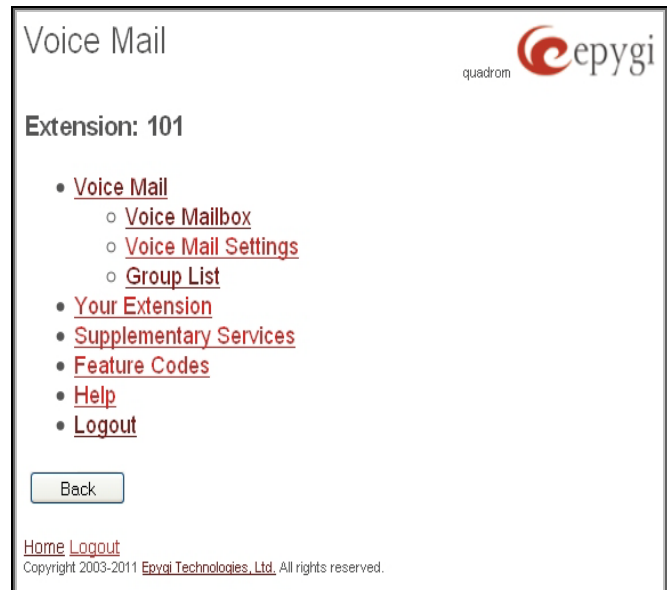 Voice Mail
quadrom epygi
Extension: 101
Voice Mail
Voice Mailbox
Voice Mail Settings
Group List
Your Extension
Supplementary Services
Feature Codes
Help
Logout
Back
Home Logout
Copyright 2003-2011 Epygi Technologies, Ltd. All rights reserved.